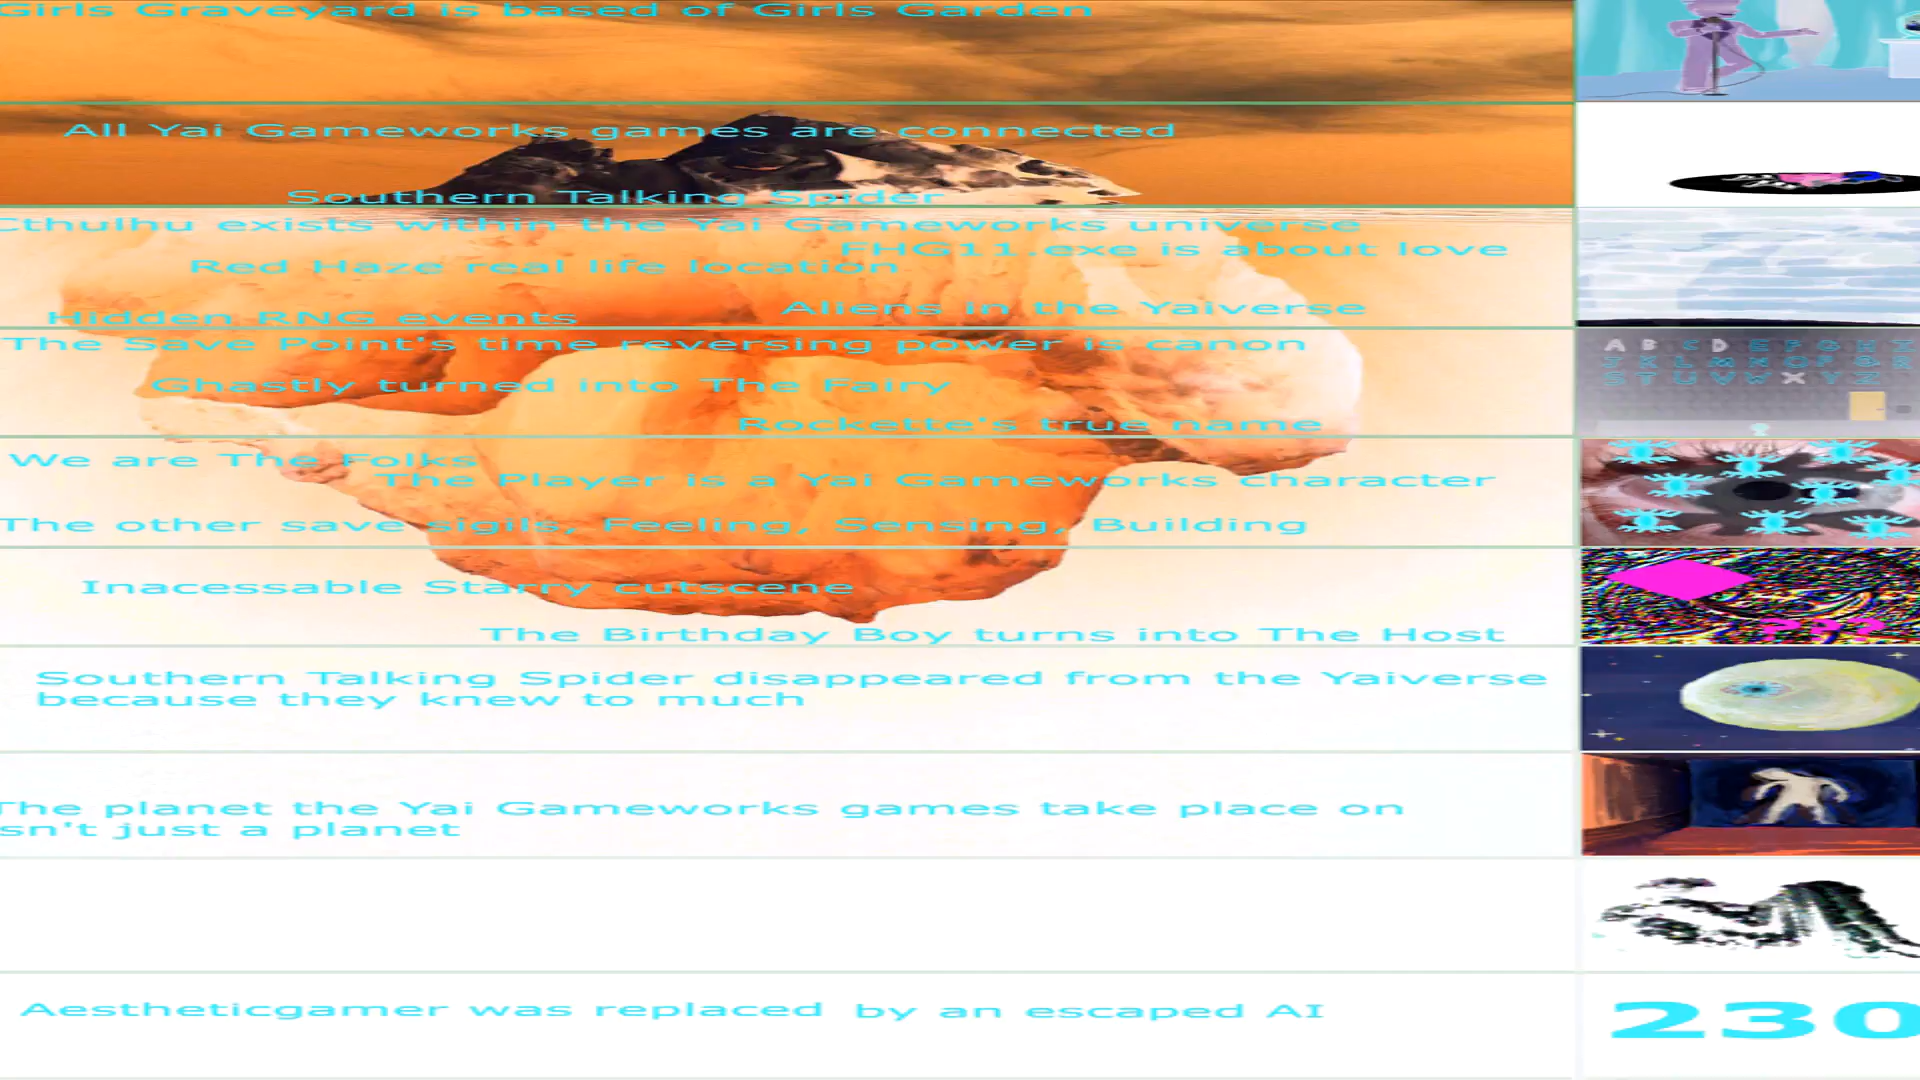 Girls Graveyard is based of Girls Garden
All Yai Gameworks games are connected
Southern Talking Spider
Cthulhu exists within the Yai Gameworks universe
FHG11.exe is about love
Red Haze real life location
Aliens in the Yaiverse
Hidden RNG events
The Save Point's time reversing power is canon
Ghastly turned into The Fairy
Rockette's true name
We are The Folks
The Player is a Yai Gameworks character
The other save sigils, Feeling, Sensing, Building
Inacessable Starry cutscene
The Birthday Boy turns into The Host
Southern Talking Spider disappeared from the Yaiverse
because they knew to much
The planet the Yai Gameworks games take place on
sn't just a planet
Aestheticgamer was replaced by an escaped AI
A B C D E F G H I
J K L M N O P Q R
S T U V W X Y Z
???
230